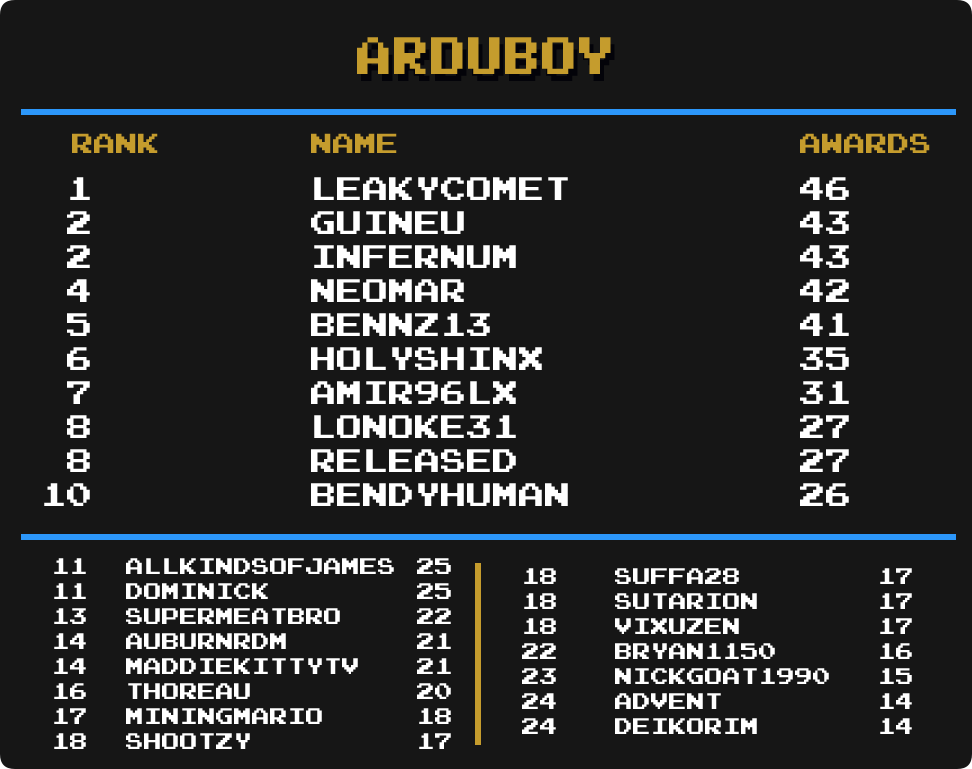 ARDUBOY
RANK NAME AWARDS
1 LEAKYCOMET 46
2 GUINEU 43
2 INFERNUM 43
4 NEOMAR 42
5 BENNZ13 41
6 HOLYSHINX 35
7 AMIR96LX 31
8 LONOKE31 27
8 RELEASED 27
10 BENDYHUMAN 26
11 ALLKINDSOFJAMES 25
11 DOMINICK 25
13 SUPERMEATBRO 22
14 AUBURNRDM 21
14 MADDIEKITTYTV 21
16 THOREAU 20
17 MININGMARIO 18
18 SHOOTZY 17
18 SUFFA28 17
18 SUTARION 17
18 VIXUZEN 17
22 BRYAN1150 16
23 NICKGOAT1990 15
24 ADVENT 14
24 DEIKORIM 14